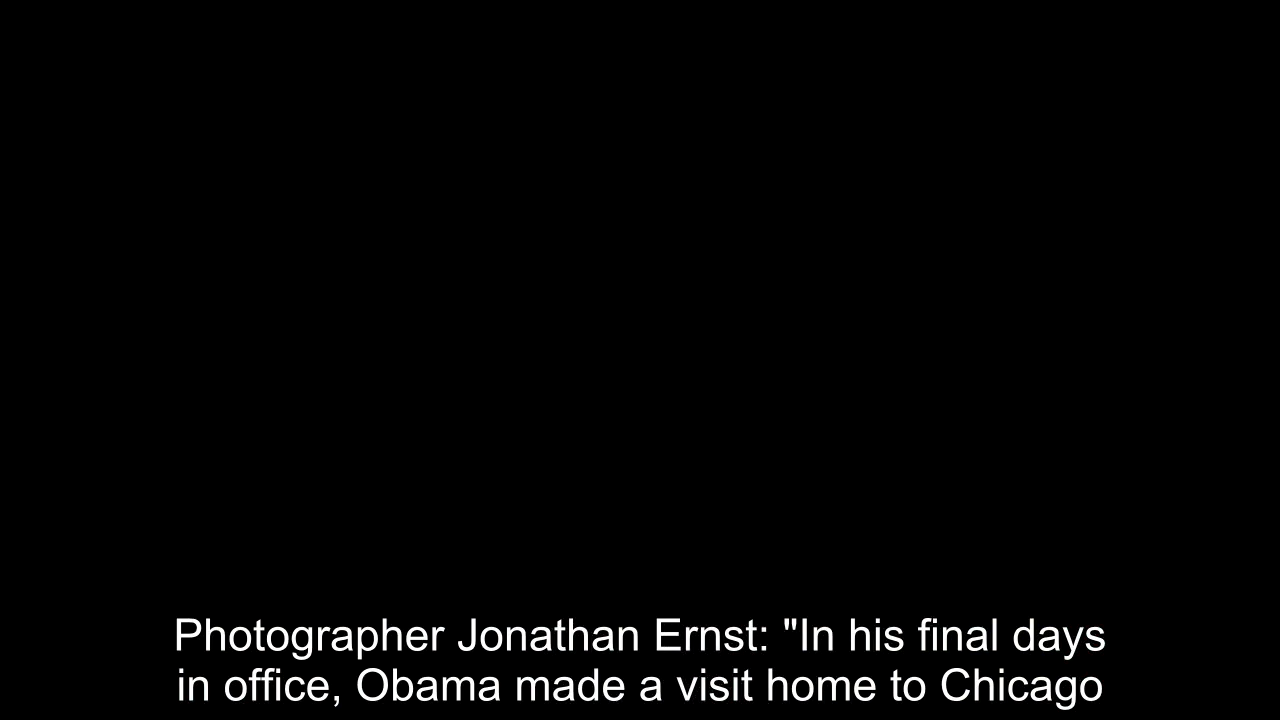 Photographer Jonathan Ernst: "In his final days
in office, Obama made a visit home to Chicago